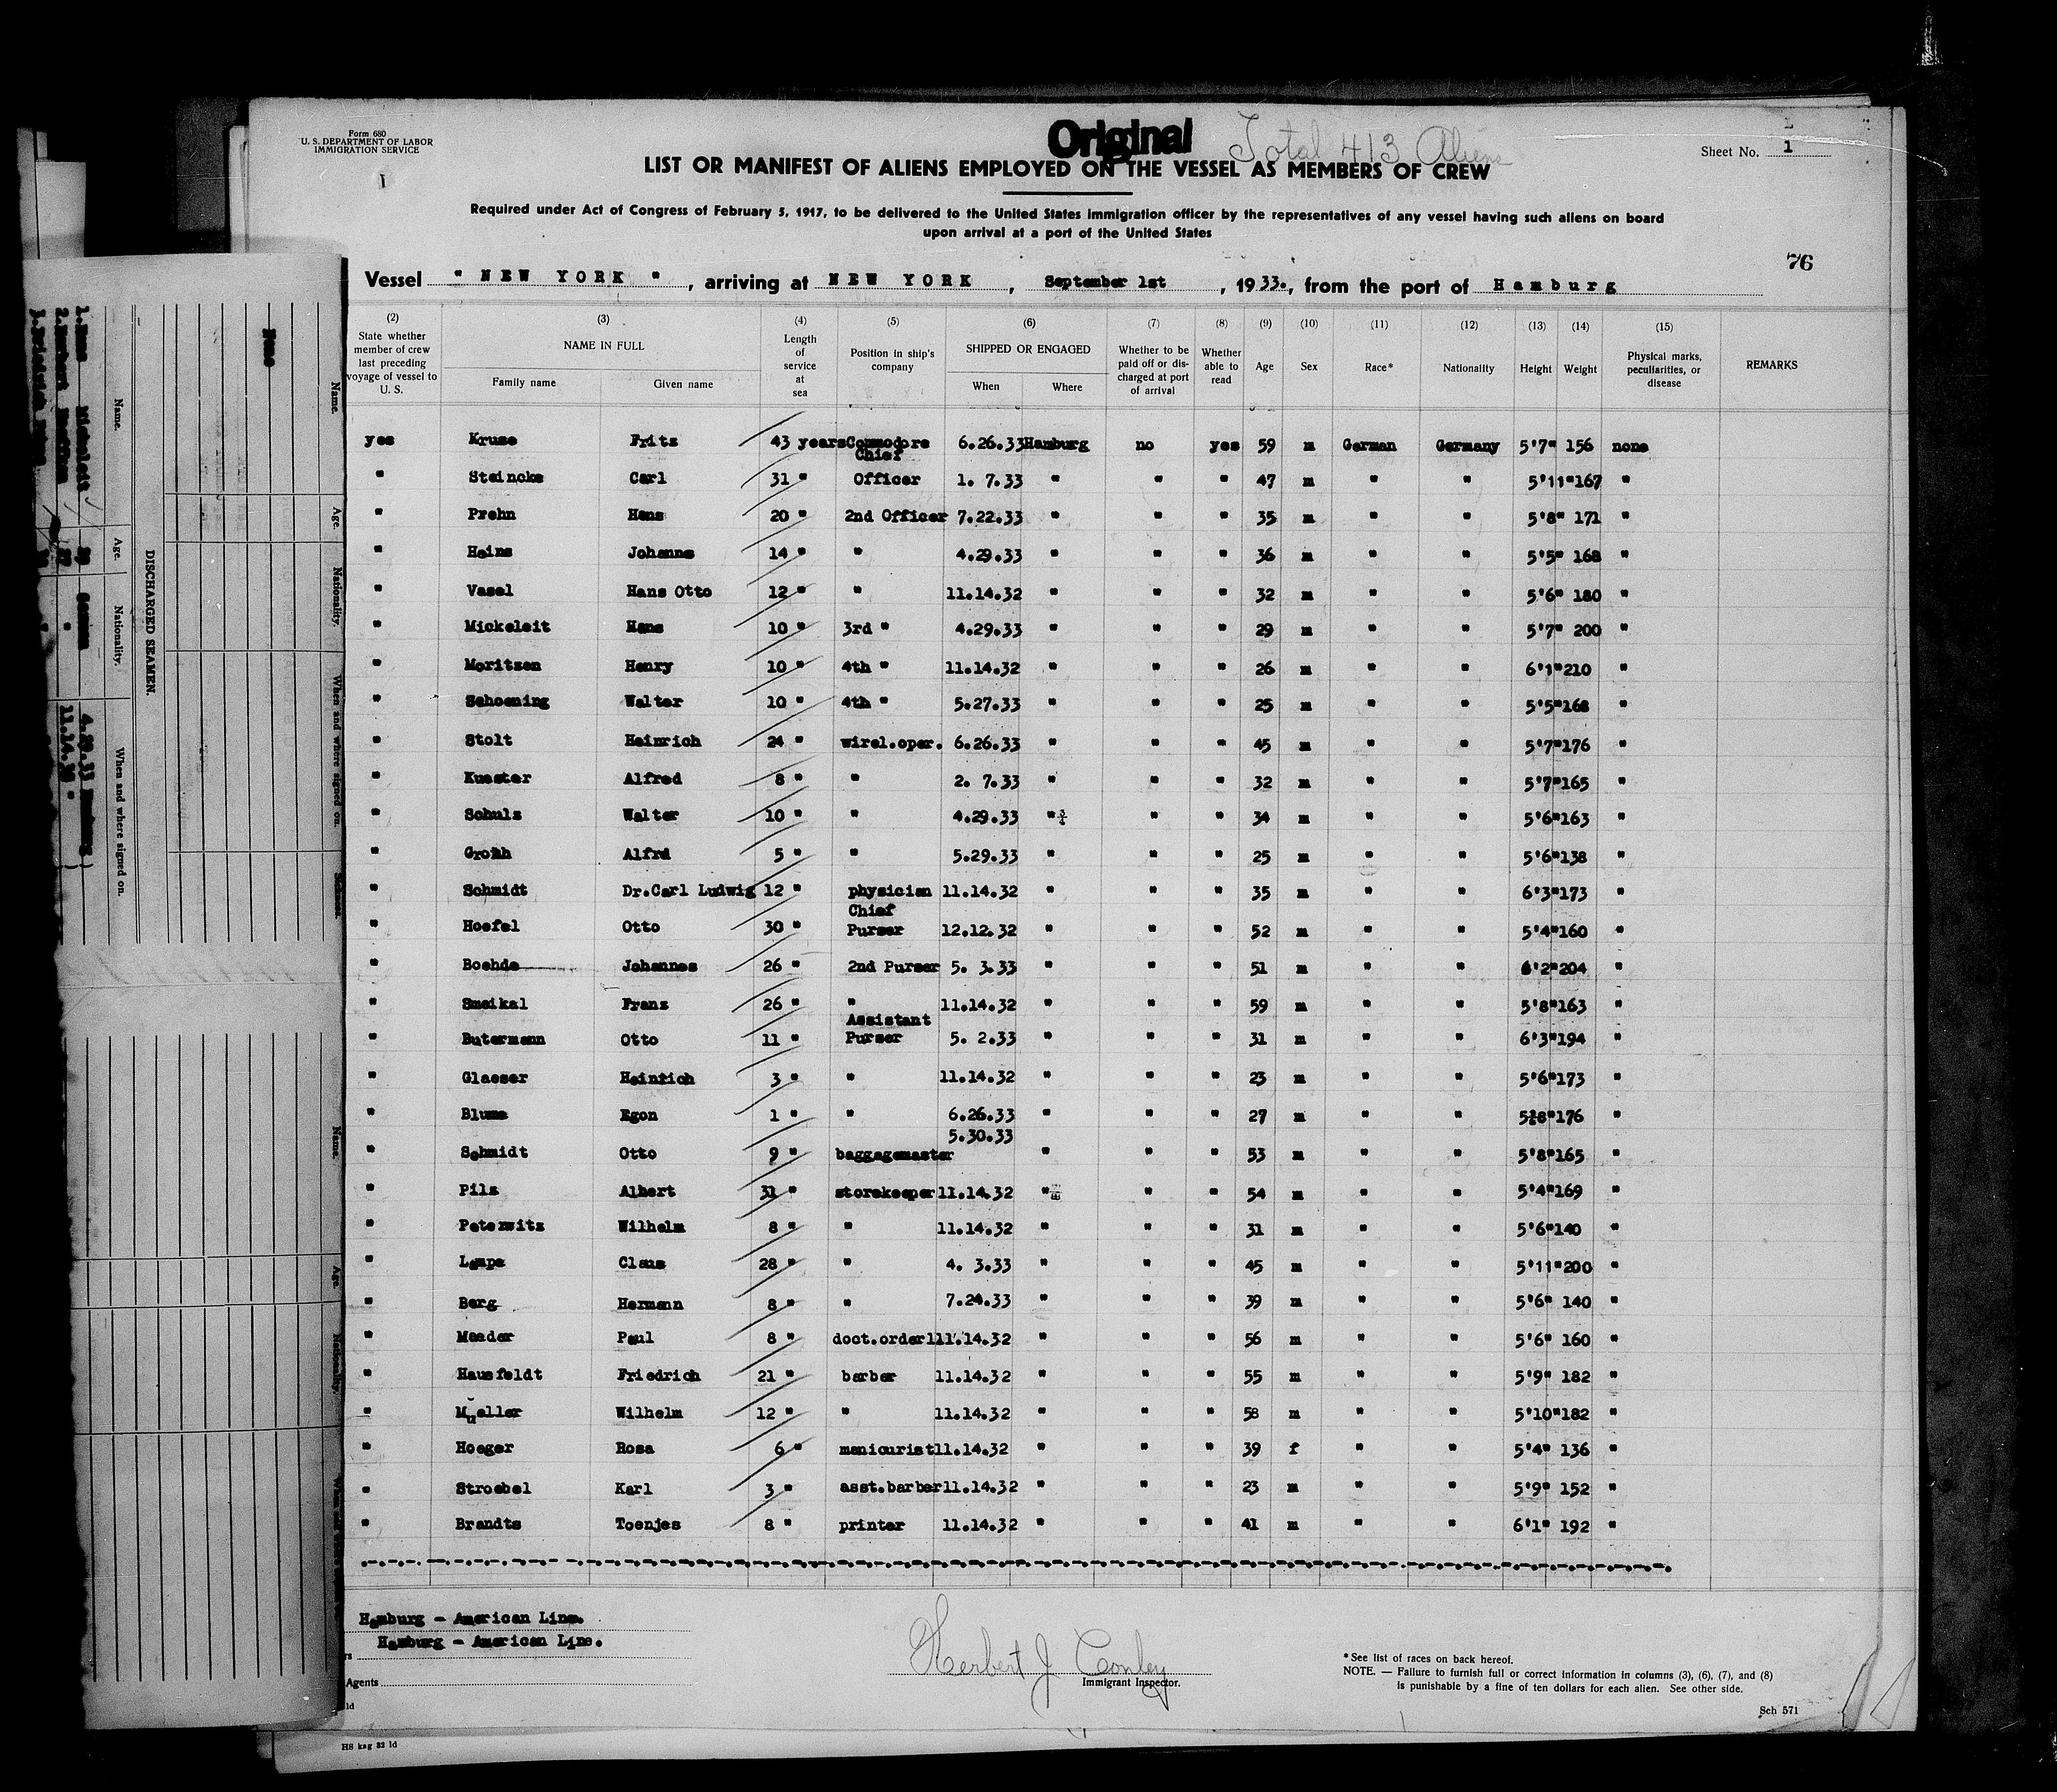 Form 680
U. S. DEPARTMENT OF LABOR
IMMIGRATION SERVICE
I
Original
Total 413 Aliens
Sheet No. 1
LIST OR MANIFEST OF ALIENS EMPLOYED ON THE VESSEL AS MEMBERS OF CREW
Required under Act of Congress of February 5, 1917, to be delivered to the United States immigration officer by the representatives of any vessel having such aliens on board
upon arrival at a port of the United States
76
Vessel " NEW YORK ", arriving at NEW YORK, September 1st, 1933., from the port of Hamburg
(2) State whether member of crew last preceding voyage of vessel to U. S.
(3) NAME IN FULL Family name Given name
(4) Length of service at sea
(5) Position in ship's company
(6) SHIPPED OR ENGAGED When Where
(7) Whether to be paid off or discharged at port of arrival
(8) Whether able to read
(9) Age
(10) Sex
(11) Race*
(12) Nationality
(13) Height
(14) Weight
(15) Physical marks, peculiarities, or disease
REMARKS
yes Kruse Fritz 43 years Commodore 6.26.33 Hamburg no yes 59 m German Germany 5'7" 156 none
" Steincke Carl 31 " Chief Officer 1. 7.33 " " " 47 m " " 5'11" 167 "
" Prehn Hans 20 " 2nd Officer 7.22.33 " " " 35 m " " 5'8" 171 "
" Heins Johanns 14 " " 4.29.33 " " " 36 m " " 5'5" 168 "
" Vasel Hans Otto 12 " " 11.14.32 " " " 32 m " " 5'6" 180 "
" Mickeleit Hans 10 " 3rd " 4.29.33 " " " 29 m " " 5'7" 200 "
" Moritzen Henry 10 " 4th " 11.14.32 " " " 26 m " " 6'1" 210 "
" Schoening Walter 10 " 4th " 5.27.33 " " " 25 m " " 5'5" 168 "
" Stolt Heinrich 24 " wirel.oper. 6.26.33 " " " 45 m " " 5'7" 176 "
" Kuester Alfred 8 " " 2. 7.33 " " " 32 m " " 5'7" 165 "
" Schulz Walter 10 " " 4.29.33 " " " 34 m " " 5'6" 163 "
" Alfrd 5 " " 5.29.33 " " " 25 m " " 5'6" 138 "
" Schmidt Dr.Carl Ludwig 12 " physician 11.14.32 " " " 35 m " " 6'3" 173 "
" Hoefel Otto 30 " Chief Purser 12.12.32 " " " 52 m " " 5'4" 160 "
" Boehde Johannes 26 " 2nd Purser 5. 3.33 " " " 51 m " " 6'2" 204 "
" Smeikal Franz 26 " " 11.14.32 " " " 59 m " " 5'8" 163 "
" Butermann Otto 11 " Assistant Purser 5. 2.33 " " " 31 m " " 6'3" 194 "
" Glaeser Heinrich 3 " " 11.14.32 " " " 23 m " " 5'6" 173 "
" Blume Egon 1 " " 6.26.33 " " " 27 m " " 5'8" 176 "
" Schmidt Otto 9 " baggagemaster 5.30.33 " " " 53 m " " 5'8" 165 "
" Pilz Albert 31 " storekeeper 11.14.32 " " " 54 m " " 5'4" 169 "
" Peterwitz Wilhelm 8 " " 11.14.32 " " " 31 m " " 5'6" 140 "
" Lampe Claus 28 " " 4. 3.33 " " " 45 m " " 5'11" 200 "
" Berg Hermann 8 " " 7.24.33 " " " 39 m " " 5'6" 140 "
" Meader Paul 8 " doct.orderl 11.14.32 " " " 56 m " " 5'6" 160 "
" Hausfeldt Friedrich 21 " barber 11.14.32 " " " 55 m " " 5'9" 182 "
" Mueller Wilhelm 12 " " 11.14.32 " " " 58 m " " 5'10" 182 "
" Hoeger Rosa 6 " manicurist 11.14.32 " " " 39 f " " 5'4" 136 "
" Stroebel Karl 3 " asst.barber 11.14.32 " " " 23 m " " 5'9" 152 "
" Brandts Toenjes 8 " printer 11.14.32 " " " 41 m " " 6'1" 192 "
Hamburg - American Line.
Hamburg - American Line.
Agents
Herbert J Conley
Immigrant Inspector.
* See list of races on back hereof.
NOTE. — Failure to furnish full or correct information in columns (3), (6), (7), and (8)
is punishable by a fine of ten dollars for each alien. See other side.
Sch 571
HS kag 32 ld
DISCHARGED SEAMEN.
Name. Age. Nationality. When and where signed on.
None
Name. Age. Nationality. When and where signed on.